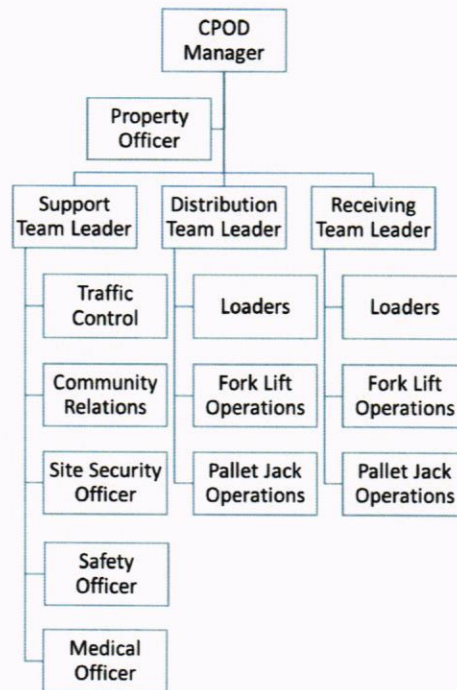 CPOD
Manager
Property
Officer
Support
Team Leader
Distribution
Team Leader
Receiving
Team Leader
Traffic
Control
Loaders
Loaders
Community
Relations
Fork Lift
Operations
Fork Lift
Operations
Site Security
Officer
Pallet Jack
Operations
Pallet Jack
Operations
Safety
Officer
Medical
Officer